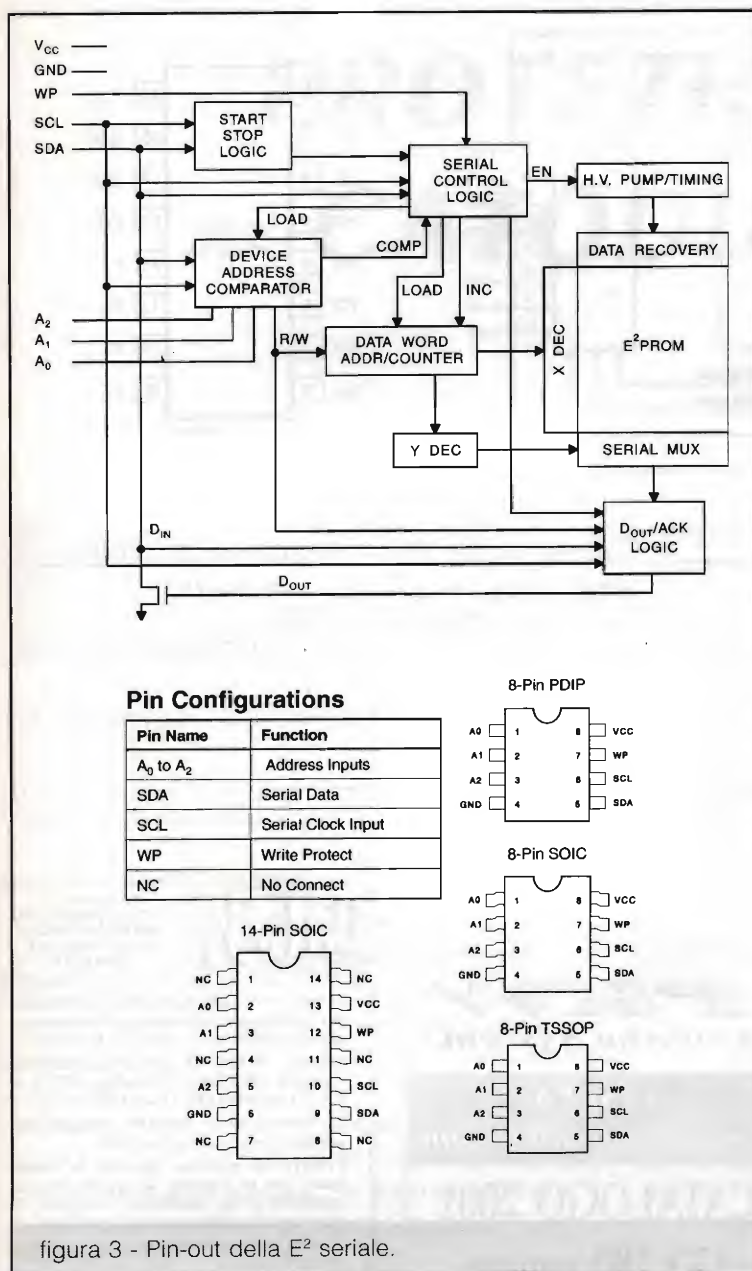 VCC
GND
WP
SCL
SDA
START
STOP
LOGIC
SERIAL
CONTROL
LOGIC
EN
H.V. PUMP/TIMING
LOAD
COMP
DEVICE
ADDRESS
COMPARATOR
LOAD
INC
DATA RECOVERY
A2
A1
A0
R/W
DATA WORD
ADDR/COUNTER
X DEC
E²PROM
Y DEC
SERIAL MUX
DIN
DOUT/ACK
LOGIC
DOUT
Pin Configurations
Pin Name Function
A0 to A2 Address Inputs
SDA Serial Data
SCL Serial Clock Input
WP Write Protect
NC No Connect
8-Pin PDIP
A0 1 8 VCC
A1 2 7 WP
A2 3 6 SCL
GND 4 5 SDA
8-Pin SOIC
A0 1 8 VCC
A1 2 7 WP
A2 3 6 SCL
GND 4 5 SDA
14-Pin SOIC
NC 1 14 NC
A0 2 13 VCC
A1 3 12 WP
NC 4 11 NC
A2 5 10 SCL
GND 6 9 SDA
NC 7 8 NC
8-Pin TSSOP
A0 1 8 VCC
A1 2 7 WP
A2 3 6 SCL
GND 4 5 SDA
figura 3 - Pin-out della E² seriale.